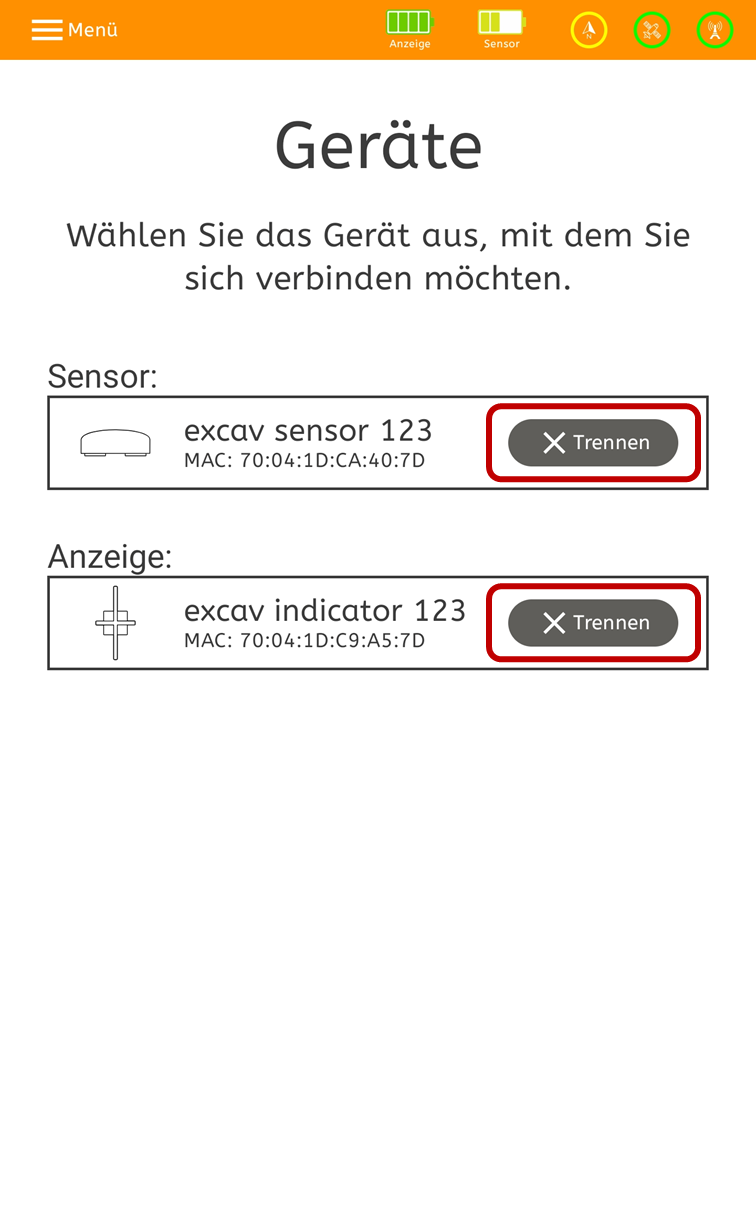 Menü
Anzeige
Sensor
N
Geräte
Wählen Sie das Gerät aus, mit dem Sie
sich verbinden möchten.
Sensor:
excav sensor 123
MAC: 70:04:1D:CA:40:7D
Trennen
Anzeige:
excav indicator 123
MAC: 70:04:1D:C9:A5:7D
Trennen